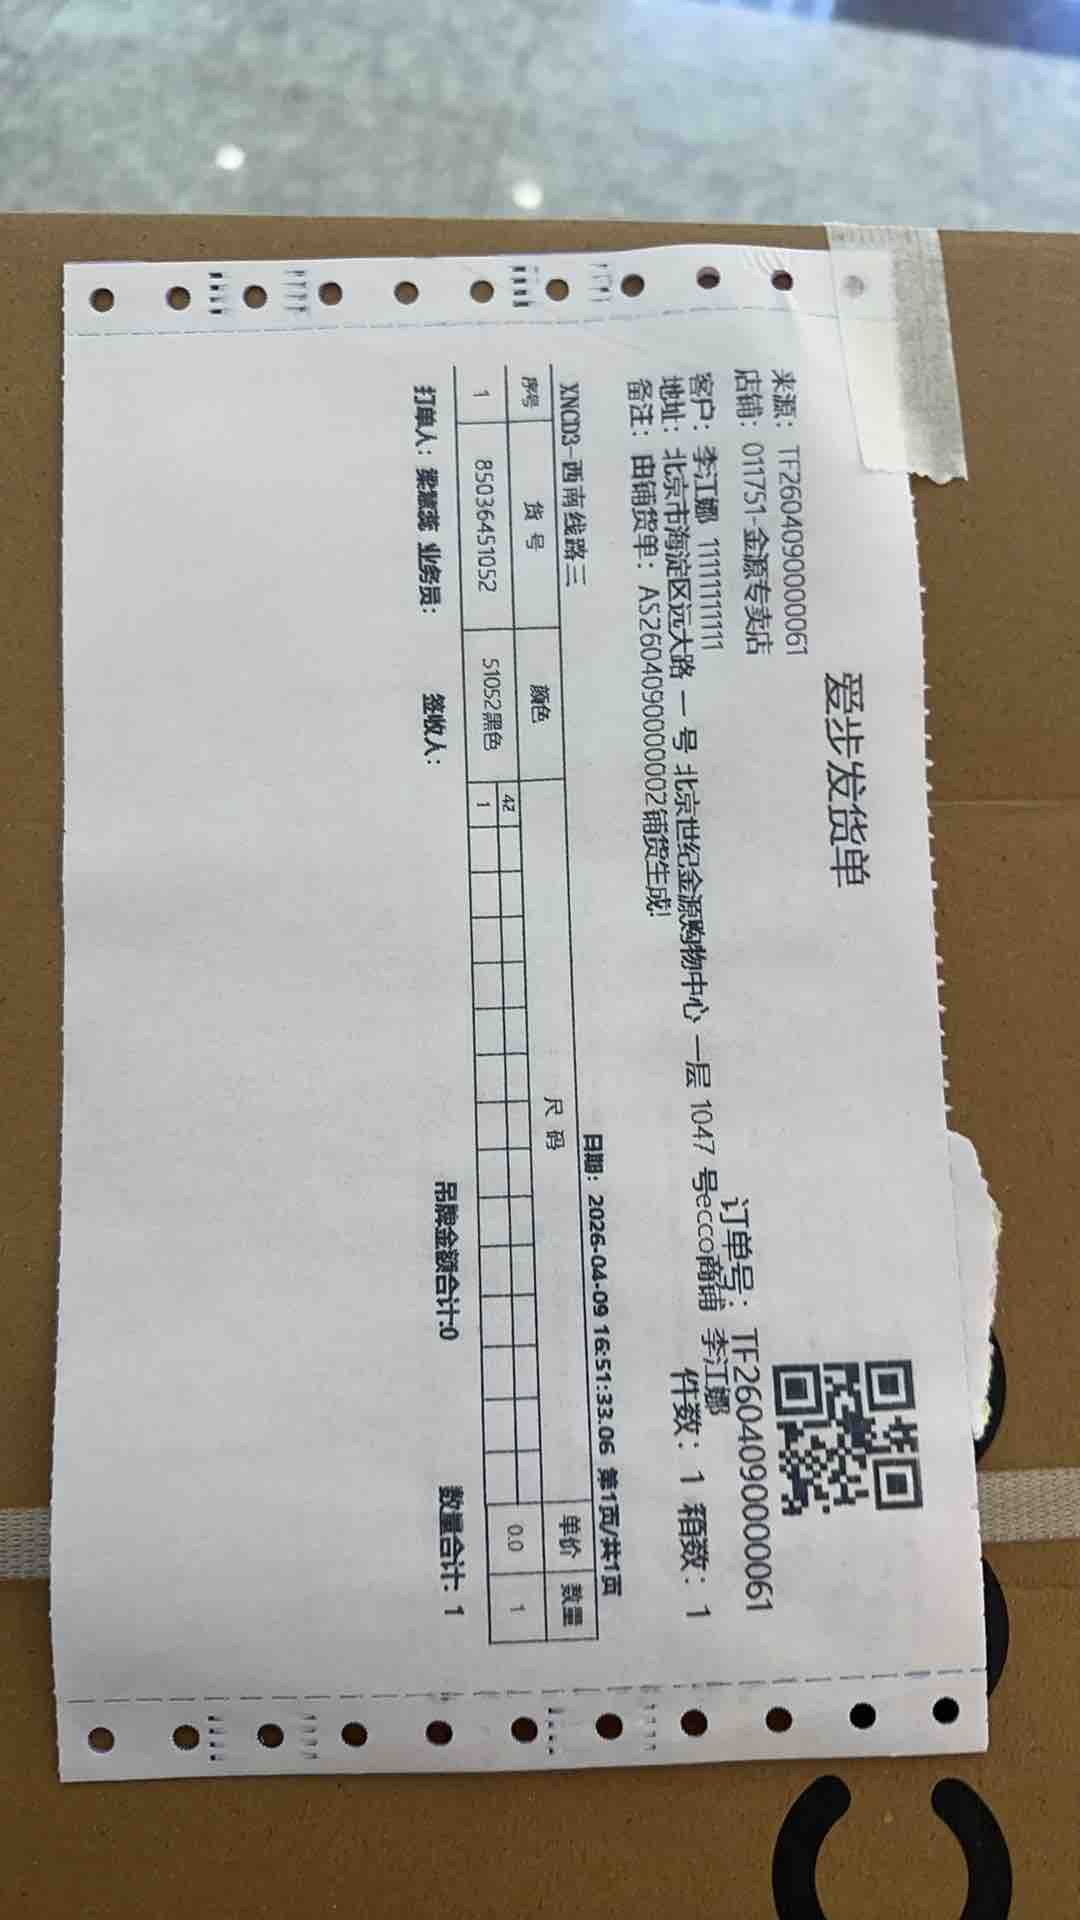 爱步发货单
来源：TF2604090000061
店铺：011751-金源专卖店
订单号：TF2604090000061
客户：李江娜 11111111111
地址：北京市海淀区远大路一号北京世纪金源购物中心一层 1047 号ecco商铺 李江娜
备注：由铺货单：AS2604090000002铺货生成!
件数：1 箱数：1
XNCD3-西南线路三
日期：2026-04-09 16:51:33.06 第1页/共1页
序号 货号 颜色 尺码 单价 数量
42
1 85036451052 51052黑色 1 0.0 1
打单人：梁慧蕊 业务员： 签收人： 吊牌金额合计:0 数量合计：1